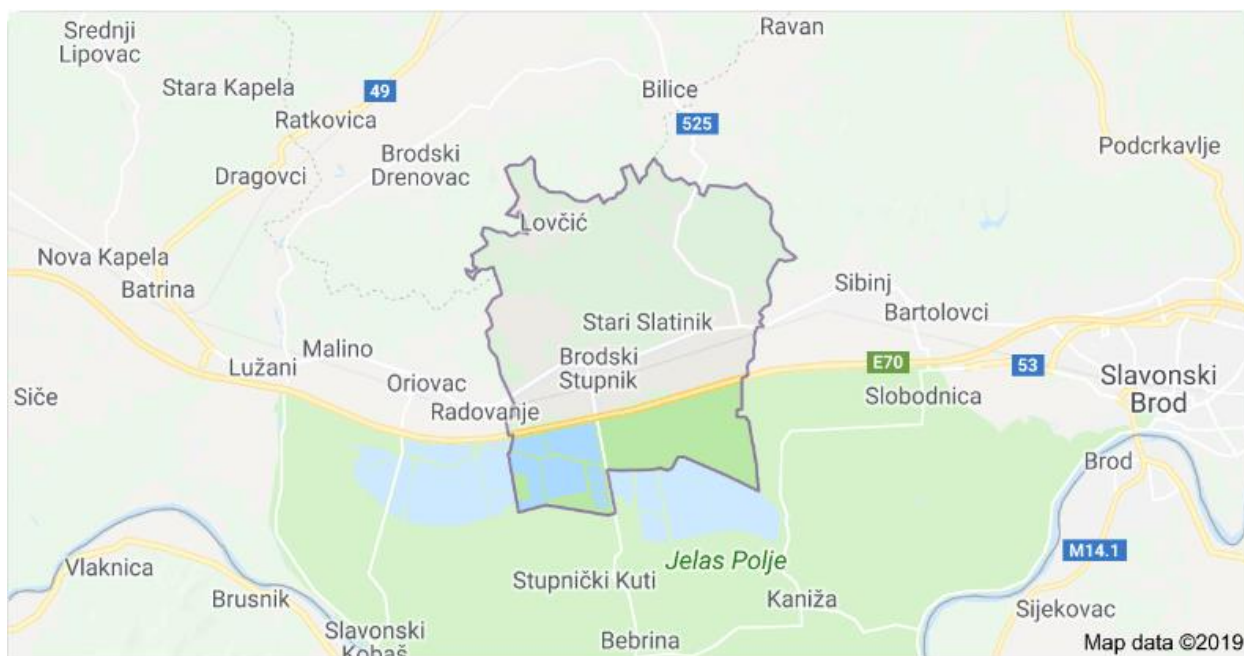 Srednji
Lipovac
Ravan
Stara Kapela
49
Bilice
Ratkovica
525
Brodski
Drenovac
Podcrkavlje
Dragovci
Lovčić
Nova Kapela
Batrina
Sibinj
Bartolovci
Stari Slatinik
Malino
Brodski
Stupnik
Lužani
E70
53
Oriovac
Slavonski
Brod
Siče
Radovanje
Slobodnica
Brod
M14.1
Jelas Polje
Vlaknica
Stupnički Kuti
Brusnik
Kaniža
Sijekovac
Slavonski
Kobaš
Bebrina
Map data ©2019